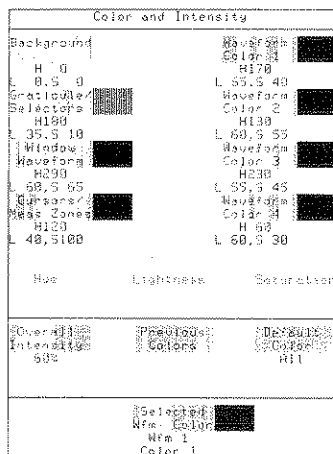 Color and Intensity
Background
H 0
L 0,S 0
Graticule/
Selectors
H180
L 35,S 10
Window
Waveform
H290
L 60,S 65
Cursors/
Meas Zones
H120
L 40,S100
Waveform
Color 1
H170
L 55,S 40
Waveform
Color 2
H130
L 60,S 55
Waveform
Color 3
H230
L 55,S 45
Waveform
Color 4
H 60
L 60,S 30
Hue Lightness Saturation
Overall
Intensity
60%
Previous
Colors
Default
Color
All
Selected
Wfm Color
Wfm 1
Color 1